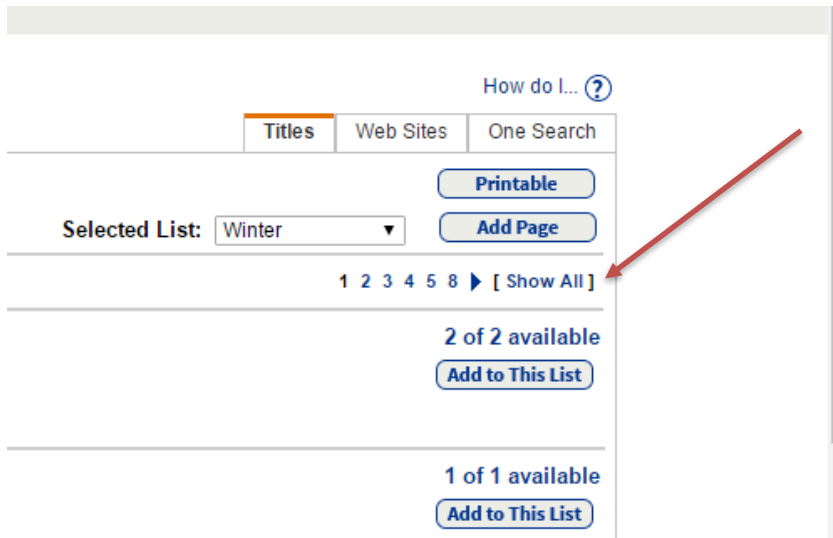 How do I... ?
Titles Web Sites One Search
Printable
Selected List: Winter Add Page
1 2 3 4 5 8 [ Show All ]
2 of 2 available
Add to This List
1 of 1 available
Add to This List